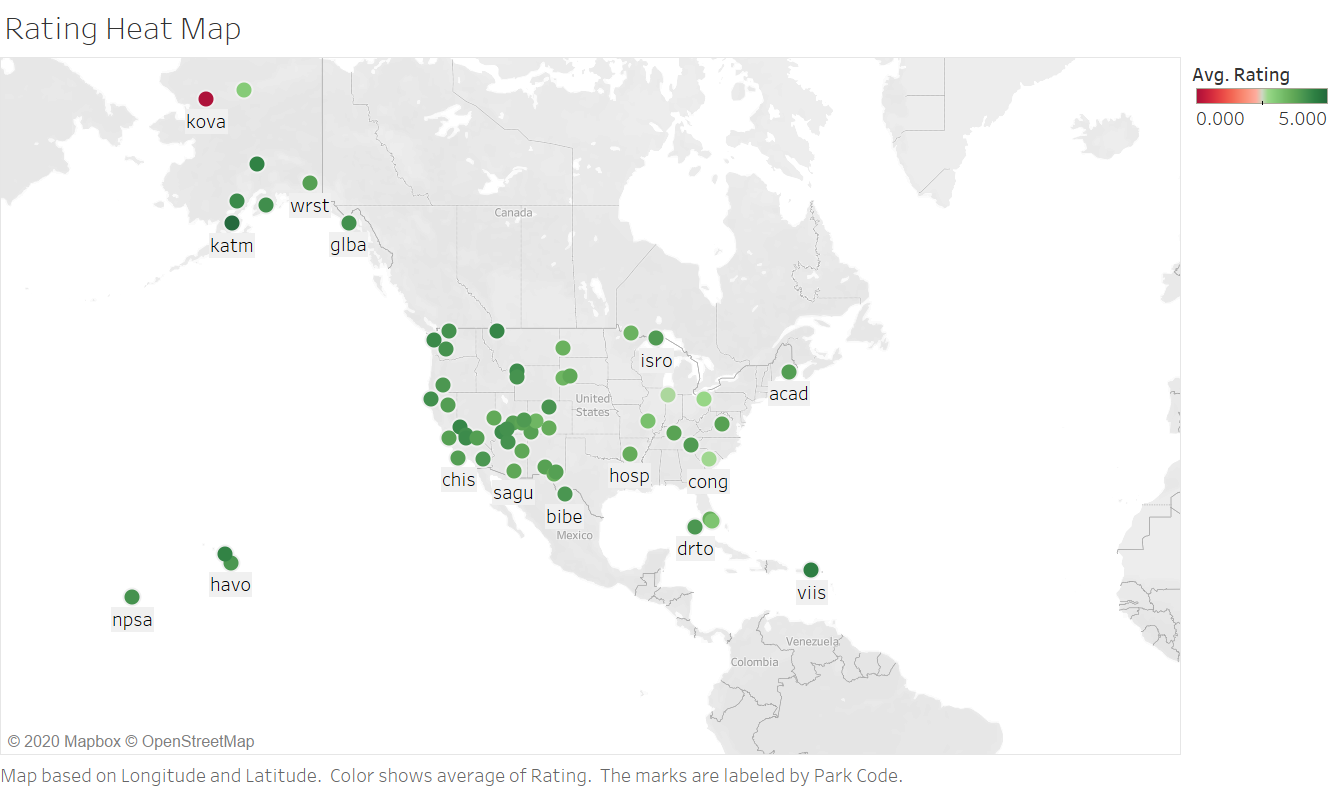 Rating Heat Map
Avg. Rating
0.000 5.000
kova
wrst
katm
glba
Canada
isro
acad
United
States
chis
sagu
hosp
cong
bibe
Mexico
drto
havo
viis
npsa
Venezuela
Colombia
© 2020 Mapbox © OpenStreetMap
Map based on Longitude and Latitude. Color shows average of Rating. The marks are labeled by Park Code.